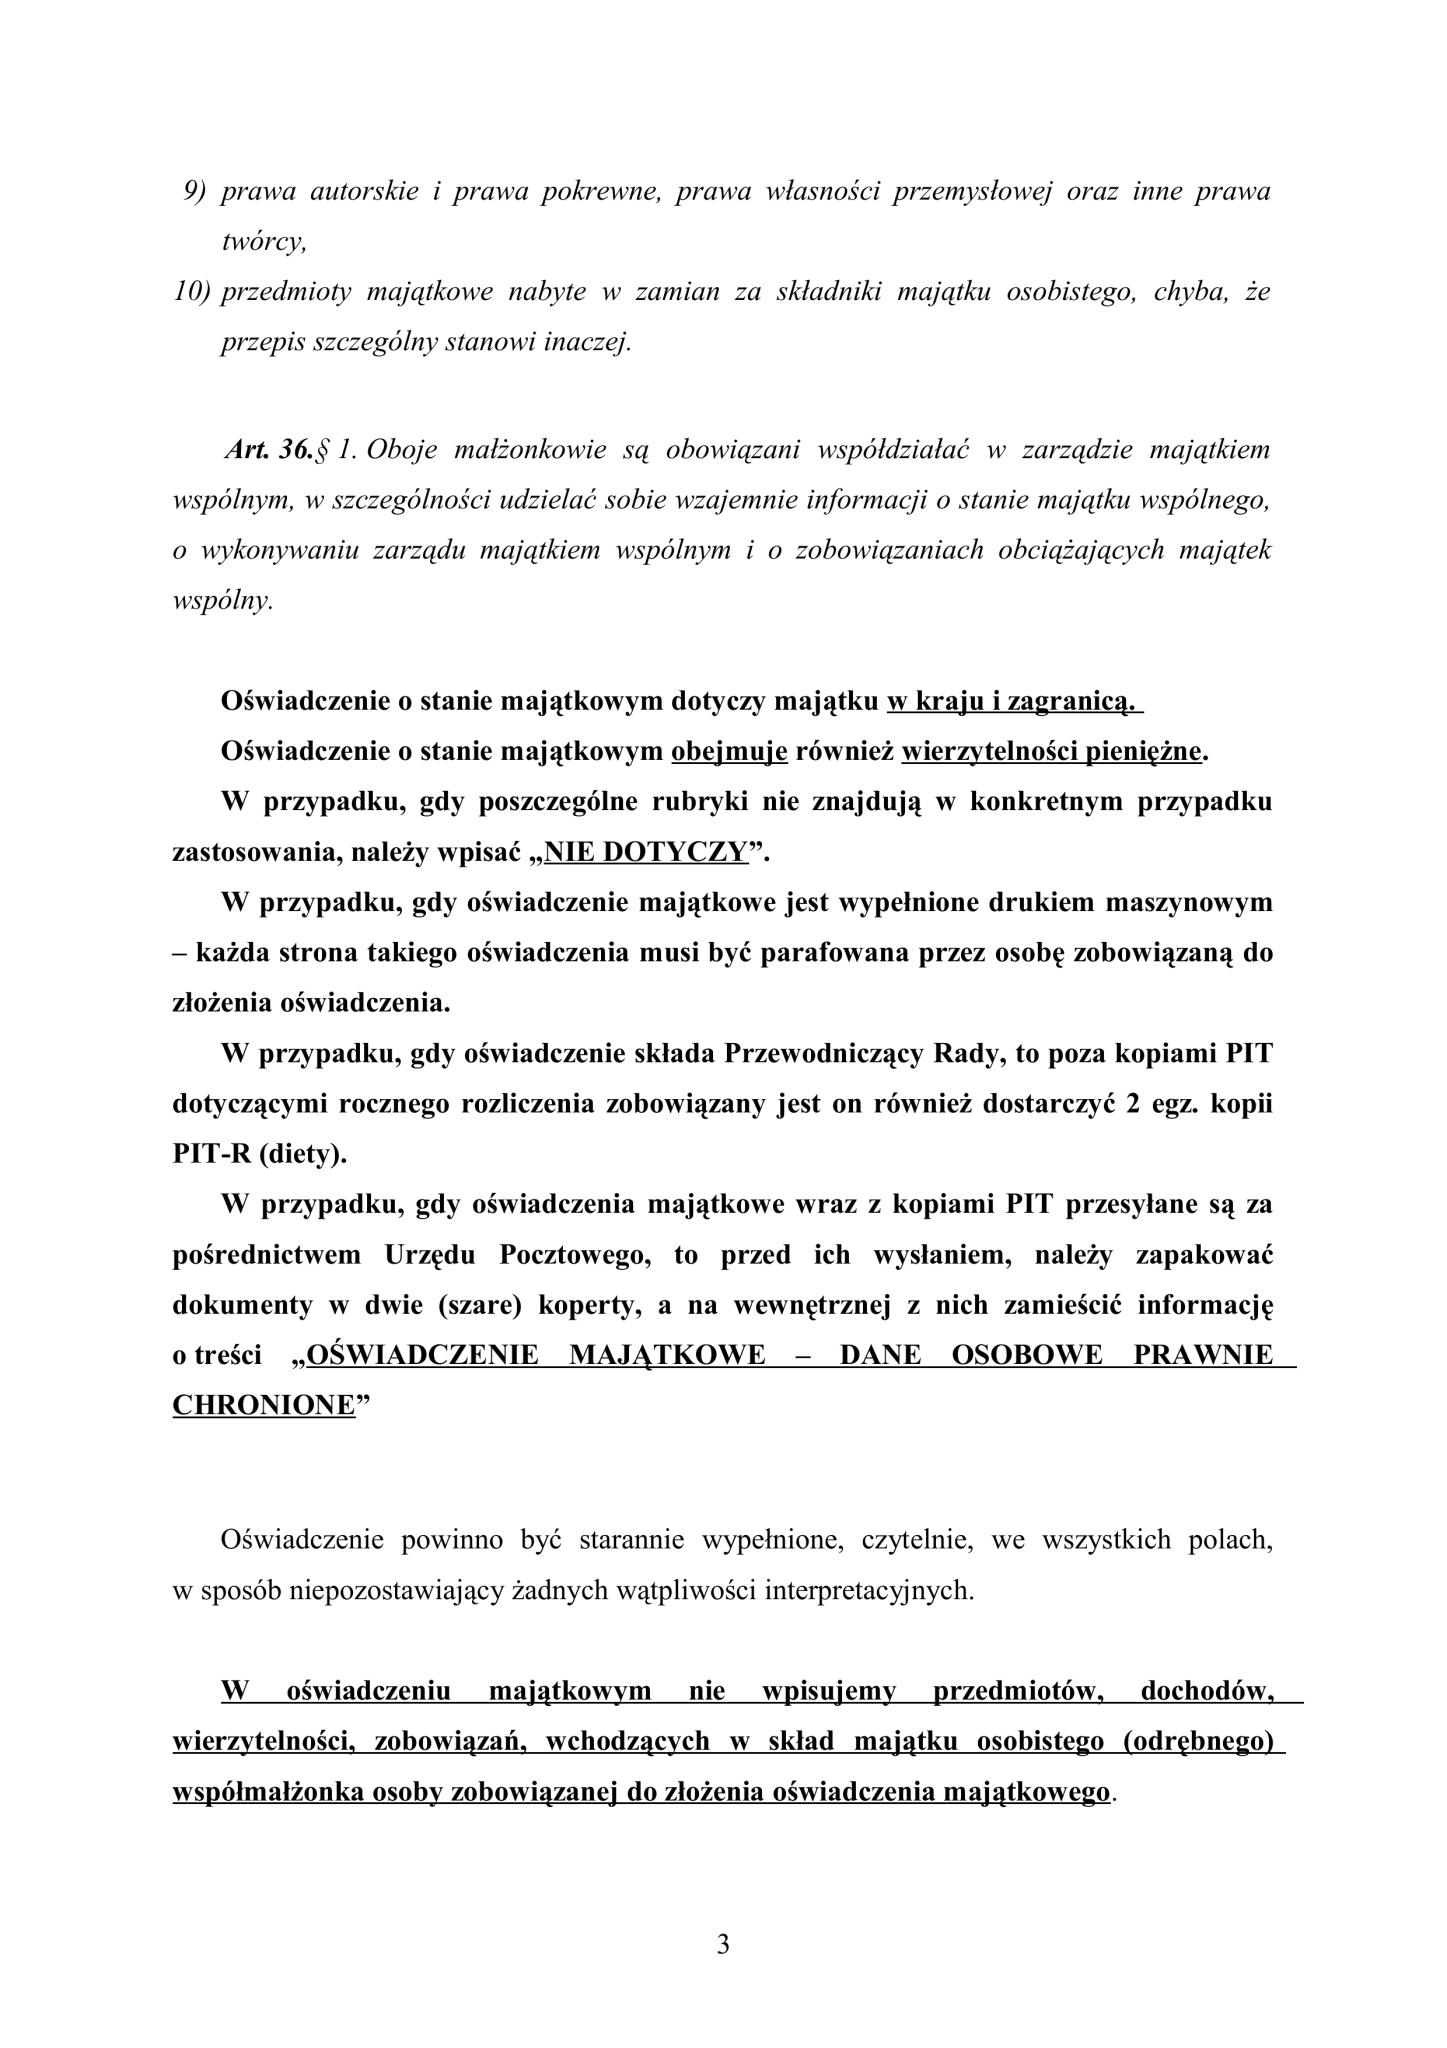 9) prawa autorskie i prawa pokrewne, prawa własności przemysłowej oraz inne prawa
twórcy,
10) przedmioty majątkowe nabyte w zamian za składniki majątku osobistego, chyba, że
przepis szczególny stanowi inaczej.
Art. 36.§ 1. Oboje małżonkowie są obowiązani współdziałać w zarządzie majątkiem
wspólnym, w szczególności udzielać sobie wzajemnie informacji o stanie majątku wspólnego,
o wykonywaniu zarządu majątkiem wspólnym i o zobowiązaniach obciążających majątek
wspólny.
Oświadczenie o stanie majątkowym dotyczy majątku w kraju i zagranicą.
Oświadczenie o stanie majątkowym obejmuje również wierzytelności pieniężne.
W przypadku, gdy poszczególne rubryki nie znajdują w konkretnym przypadku
zastosowania, należy wpisać „NIE DOTYCZY”.
W przypadku, gdy oświadczenie majątkowe jest wypełnione drukiem maszynowym
– każda strona takiego oświadczenia musi być parafowana przez osobę zobowiązaną do
złożenia oświadczenia.
W przypadku, gdy oświadczenie składa Przewodniczący Rady, to poza kopiami PIT
dotyczącymi rocznego rozliczenia zobowiązany jest on również dostarczyć 2 egz. kopii
PIT-R (diety).
W przypadku, gdy oświadczenia majątkowe wraz z kopiami PIT przesyłane są za
pośrednictwem Urzędu Pocztowego, to przed ich wysłaniem, należy zapakować
dokumenty w dwie (szare) koperty, a na wewnętrznej z nich zamieścić informację
o treści „OŚWIADCZENIE MAJĄTKOWE – DANE OSOBOWE PRAWNIE
CHRONIONE”
Oświadczenie powinno być starannie wypełnione, czytelnie, we wszystkich polach,
w sposób niepozostawiający żadnych wątpliwości interpretacyjnych.
W oświadczeniu majątkowym nie wpisujemy przedmiotów, dochodów,
wierzytelności, zobowiązań, wchodzących w skład majątku osobistego (odrębnego)
współmałżonka osoby zobowiązanej do złożenia oświadczenia majątkowego.
3